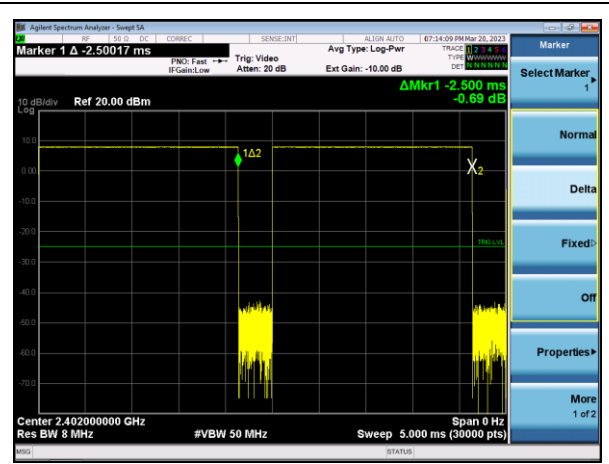 Agilent Spectrum Analyzer - Swept SA
RF 50 Ω DC CORREC SENSE:INT ALIGN AUTO 07:14:09 PM Mar 28, 2023
Marker 1 Δ -2.50017 ms
PNO: Fast
IFGain:Low
Trig: Video
Atten: 20 dB
Avg Type: Log-Pwr
Ext Gain: -10.00 dB
TRACE 1 2 3 4 5 6
TYPE WWWWWW
DET N N N N N N
ΔMkr1 -2.500 ms
-0.69 dB
10 dB/div Ref 20.00 dBm
Log
10.0
0.00
-10.0
-20.0
-30.0
-40.0
-50.0
-60.0
-70.0
1Δ2
X2
TRIG LVL
Center 2.402000000 GHz
Span 0 Hz
Res BW 8 MHz
#VBW 50 MHz
Sweep 5.000 ms (30000 pts)
MSG
STATUS
Marker
Select Marker
1
Normal
Delta
Fixed
Off
Properties
More
1 of 2